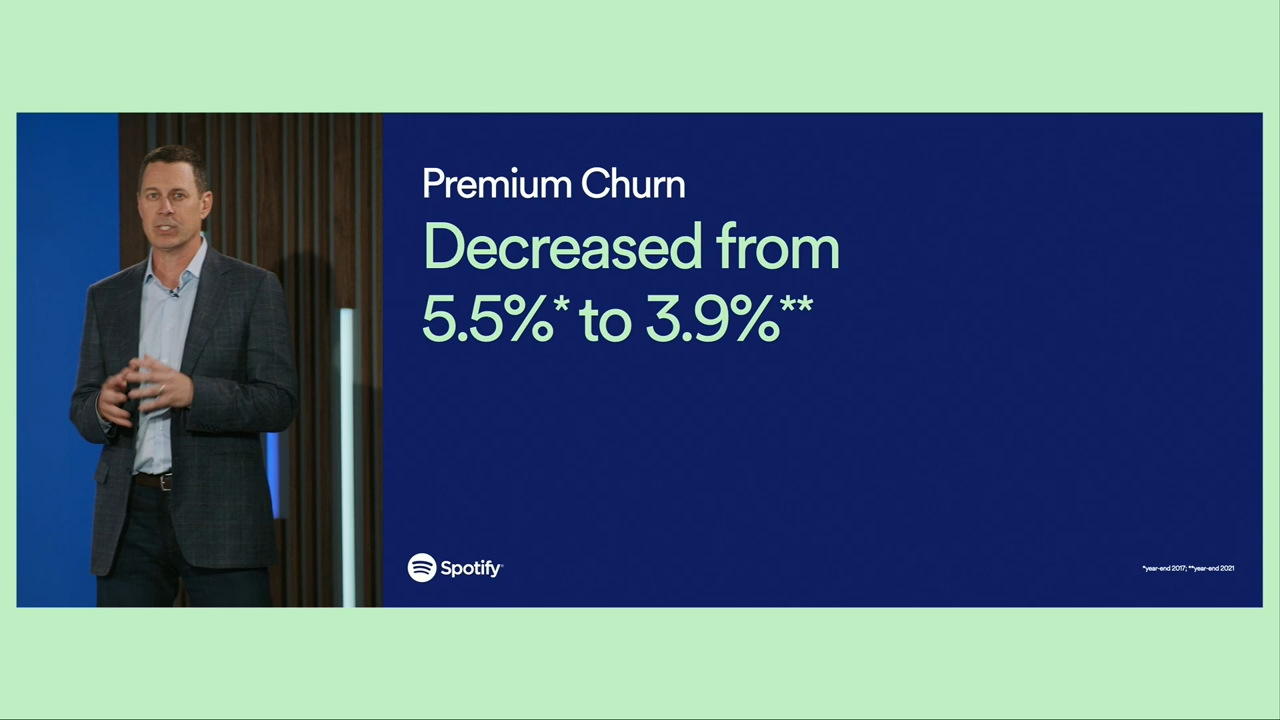 Premium Churn
Decreased from
5.5%* to 3.9%**
Spotify®
*year-end 2017; **year-end 2021